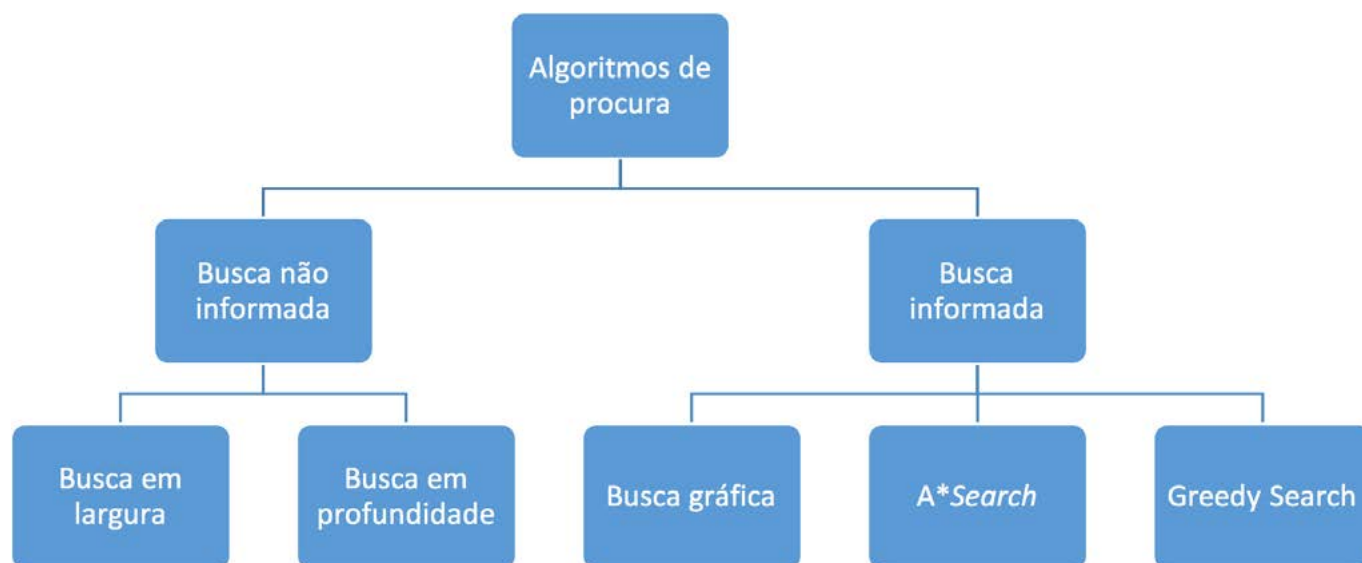 Algoritmos de
procura
Busca não
informada
Busca
informada
Busca em
largura
Busca em
profundidade
Busca gráfica
A*Search
Greedy Search